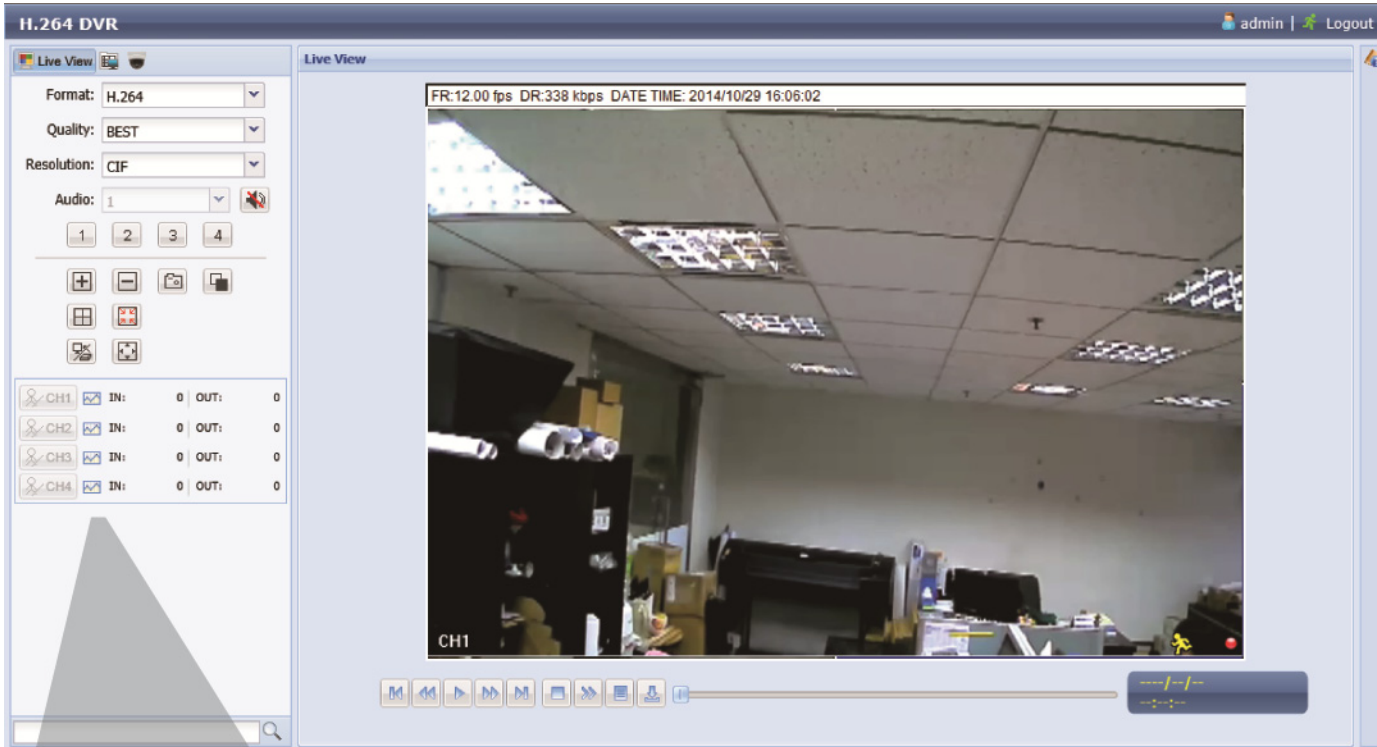 H.264 DVR
admin | Logout
Live View
Live View
Format: H.264
Quality: BEST
Resolution: CIF
Audio: 1
1 2 3 4
CH1 IN: 0 OUT: 0
CH2 IN: 0 OUT: 0
CH3 IN: 0 OUT: 0
CH4 IN: 0 OUT: 0
FR:12.00 fps DR:338 kbps DATE TIME: 2014/10/29 16:06:02
CH1
----/--/--
--:--:--